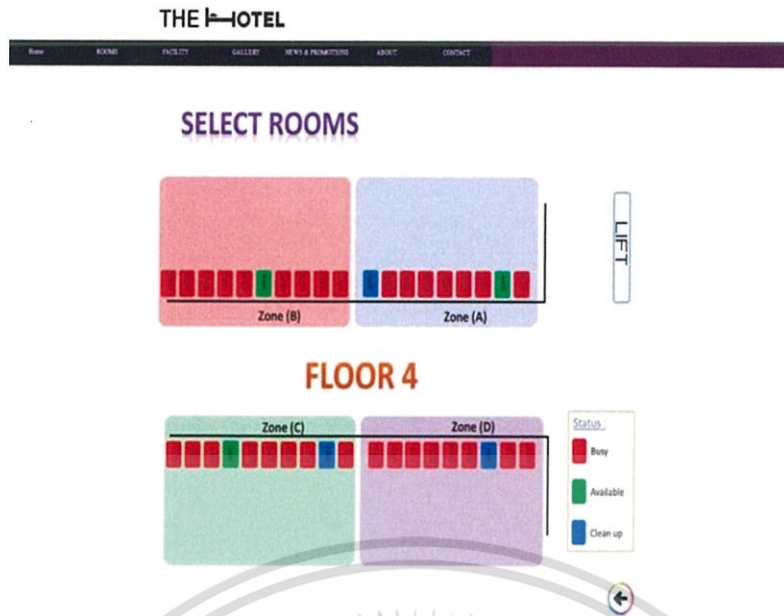 THE HOTEL
Home ROOMS FACILITY GALLERY NEWS & PROMOTIONS ABOUT CONTACT
SELECT ROOMS
LIFT
Zone (B) Zone (A)
FLOOR 4
Zone (C) Zone (D)
Status :
Busy
Available
Clean up